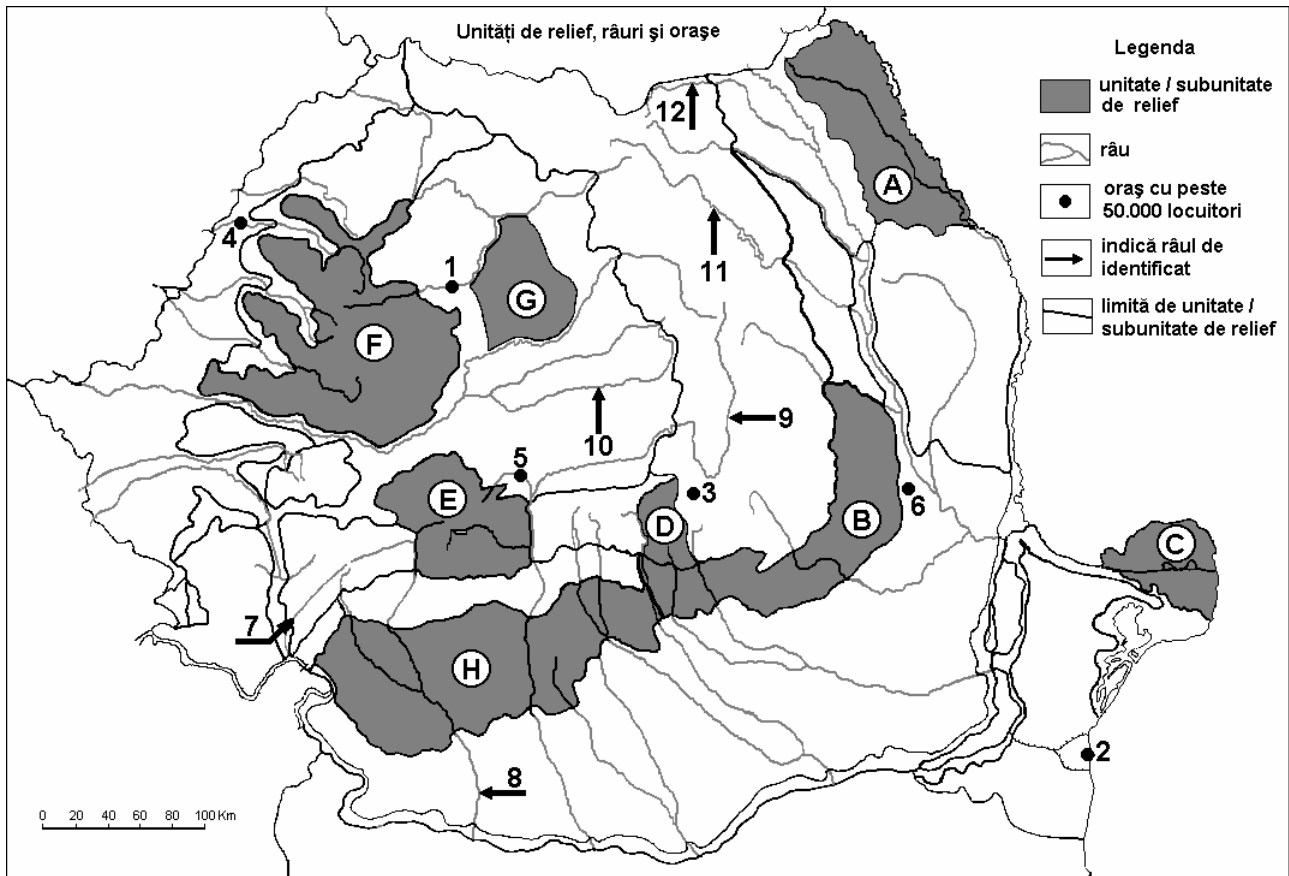 Unităţi de relief, râuri şi oraşe
Legenda
unitate / subunitate
de relief
râu
oraş cu peste
50.000 locuitori
indică râul de
identificat
limită de unitate /
subunitate de relief
12
A
4
11
1
G
F
9
10
5
E
3
D
B
6
C
7
H
2
8
0 20 40 60 80 100 Km